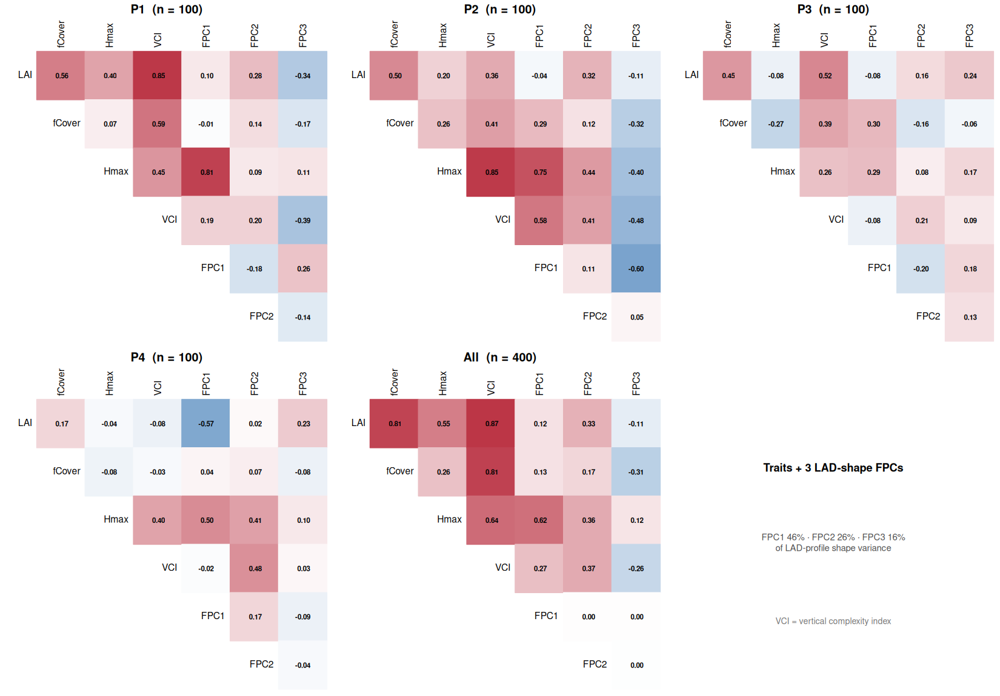 P1 (n = 100)
fCover Hmax VCI FPC1 FPC2 FPC3
LAI 0.56 0.40 0.85 0.10 0.28 -0.34
fCover 0.07 0.59 -0.01 0.14 -0.17
Hmax 0.45 0.81 0.09 0.11
VCI 0.19 0.20 -0.39
FPC1 -0.18 0.26
FPC2 -0.14
P2 (n = 100)
fCover Hmax VCI FPC1 FPC2 FPC3
LAI 0.50 0.20 0.36 -0.04 0.32 -0.11
fCover 0.26 0.41 0.29 0.12 -0.32
Hmax 0.85 0.75 0.44 -0.40
VCI 0.58 0.41 -0.48
FPC1 0.11 -0.60
FPC2 0.05
P3 (n = 100)
fCover Hmax VCI FPC1 FPC2 FPC3
LAI 0.45 -0.08 0.52 -0.08 0.16 0.24
fCover -0.27 0.39 0.30 -0.16 -0.06
Hmax 0.26 0.29 0.08 0.17
VCI -0.08 0.21 0.09
FPC1 -0.20 0.18
FPC2 0.13
P4 (n = 100)
fCover Hmax VCI FPC1 FPC2 FPC3
LAI 0.17 -0.04 -0.08 -0.57 0.02 0.23
fCover -0.08 -0.03 0.04 0.07 -0.08
Hmax 0.40 0.50 0.41 0.10
VCI -0.02 0.48 0.03
FPC1 0.17 -0.09
FPC2 -0.04
All (n = 400)
fCover Hmax VCI FPC1 FPC2 FPC3
LAI 0.81 0.55 0.87 0.12 0.33 -0.11
fCover 0.26 0.81 0.13 0.17 -0.31
Hmax 0.64 0.62 0.36 0.12
VCI 0.27 0.37 -0.26
FPC1 0.00 0.00
FPC2 0.00
Traits + 3 LAD-shape FPCs
FPC1 46% · FPC2 26% · FPC3 16%
of LAD-profile shape variance
VCI = vertical complexity index